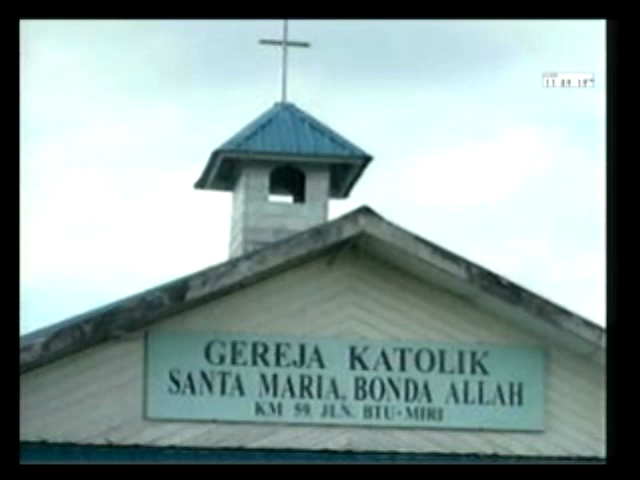 GEREJA KATOLIK
SANTA MARIA, BONDA ALLAH
KM 59 JLN. BTU-MIRI